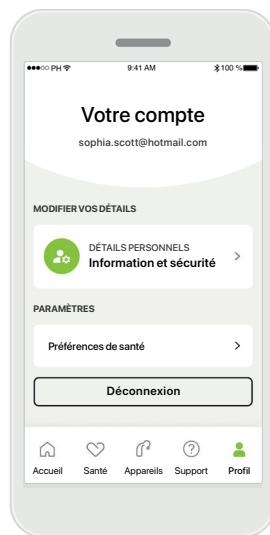 ●●●○○ PH 9:41 AM 100 %
Votre compte
sophia.scott@hotmail.com
MODIFIER VOS DÉTAILS
DÉTAILS PERSONNELS
Information et sécurité
PARAMÈTRES
Préférences de santé
Déconnexion
Accueil Santé Appareils Support Profil